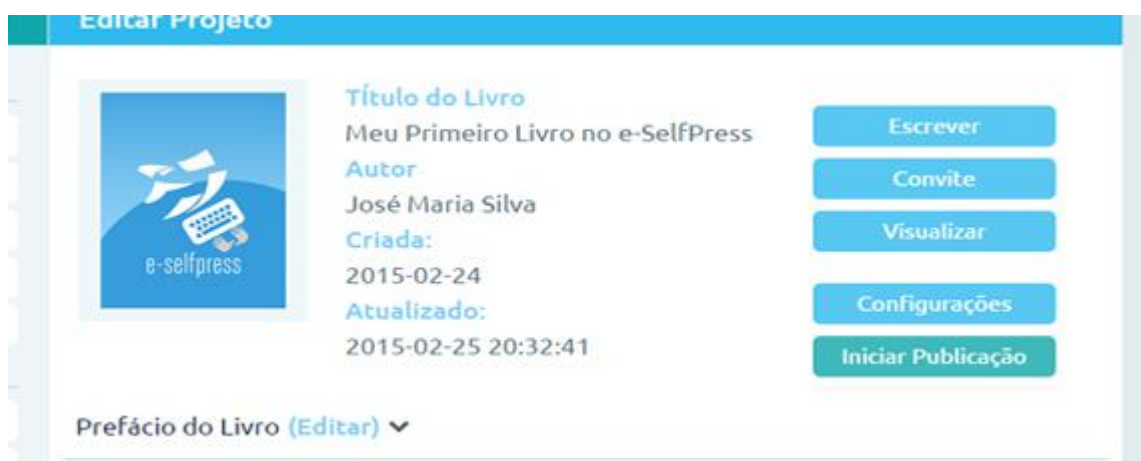 Editar Projeto
e-selfpress
TÍtulo do Livro
Meu Primeiro Livro no e-SelfPress
Autor
José Maria Silva
Criada:
2015-02-24
Atualizado:
2015-02-25 20:32:41
Escrever
Convite
Visualizar
Configurações
Iniciar Publicação
Prefácio do Livro (Editar)